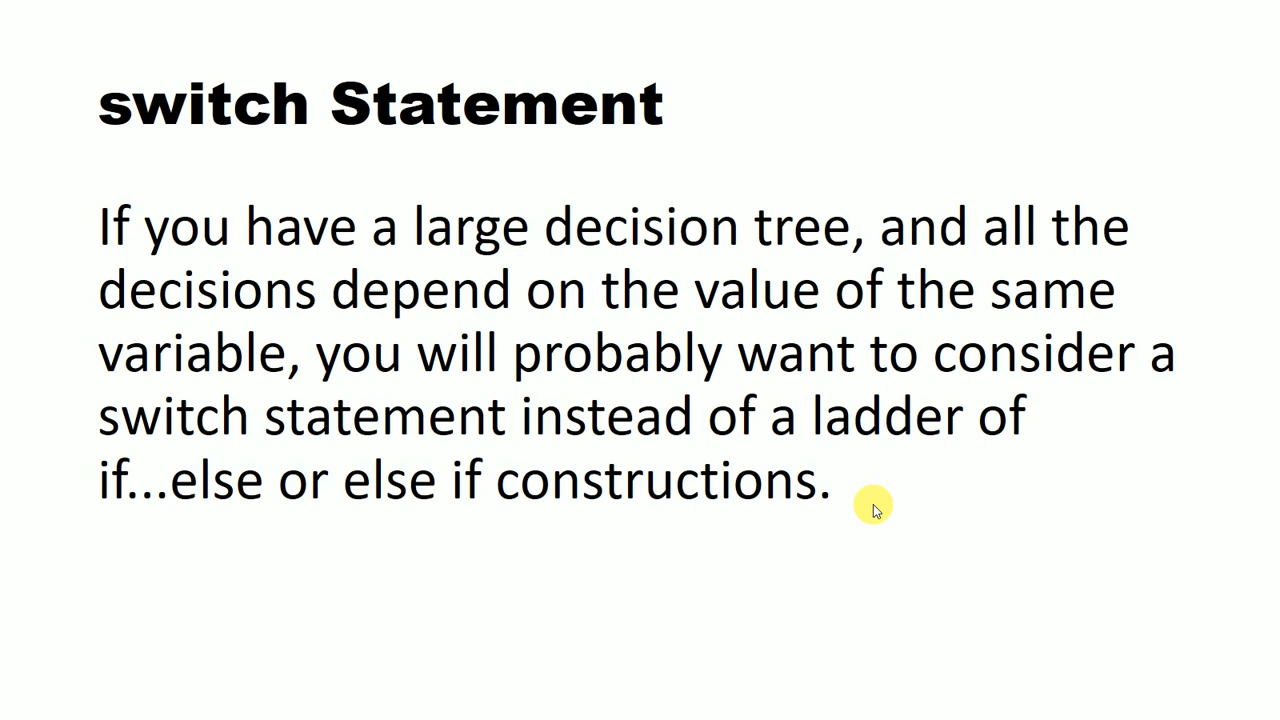 switch Statement
If you have a large decision tree, and all the
decisions depend on the value of the same
variable, you will probably want to consider a
switch statement instead of a ladder of
if...else or else if constructions.